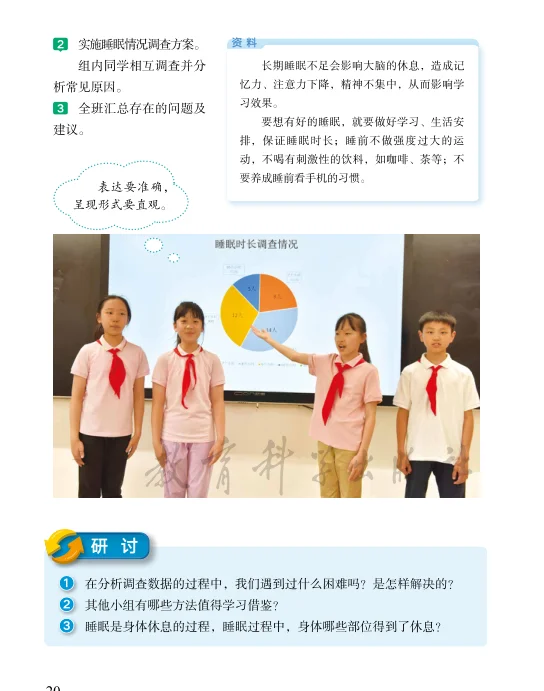 2 实施睡眠情况调查方案。
组内同学相互调查并分
析常见原因。
3 全班汇总存在的问题及
建议。
资料
长期睡眠不足会影响大脑的休息，造成记
忆力、注意力下降，精神不集中，从而影响学
习效果。
要想有好的睡眠，就要做好学习、生活安
排，保证睡眠时长；睡前不做强度过大的运
动，不喝有刺激性的饮料，如咖啡、茶等；不
要养成睡前看手机的习惯。
表达要准确，
呈现形式要直观。
睡眠时长调查情况
14人
教育科学出版社
研讨
1 在分析调查数据的过程中，我们遇到过什么困难吗？是怎样解决的？
2 其他小组有哪些方法值得学习借鉴？
3 睡眠是身体休息的过程，睡眠过程中，身体哪些部位得到了休息？